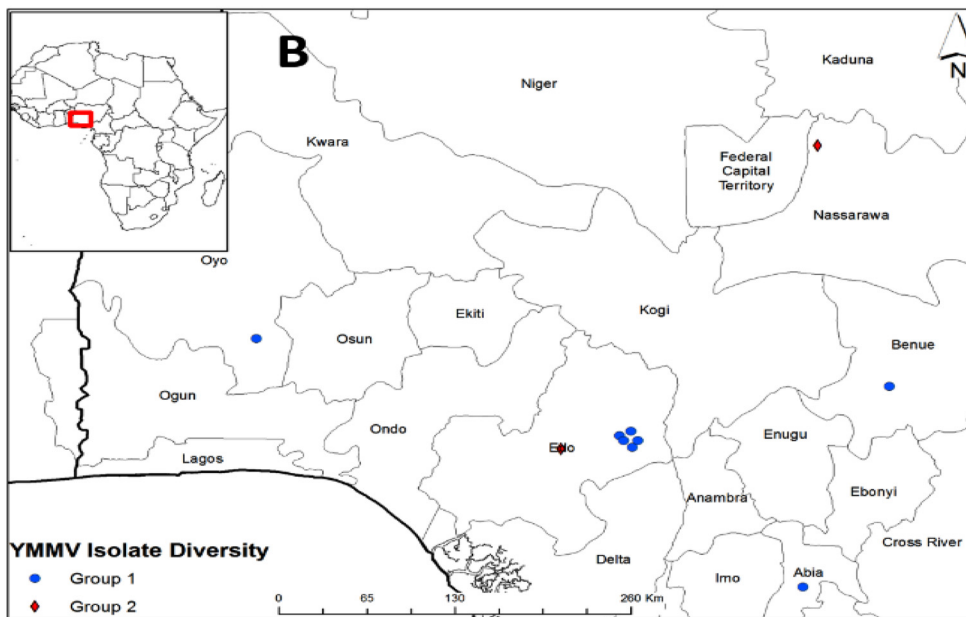 B
N
Niger
Kaduna
Kwara
Federal
Capital
Territory
Nassarawa
Oyo
Kogi
Ekiti
Osun
Benue
Ogun
Ondo
Enugu
Edo
Lagos
Anambra
Ebonyi
Cross River
Delta
Imo
Abia
YMMV Isolate Diversity
Group 1
Group 2
0 65 130 260 Km